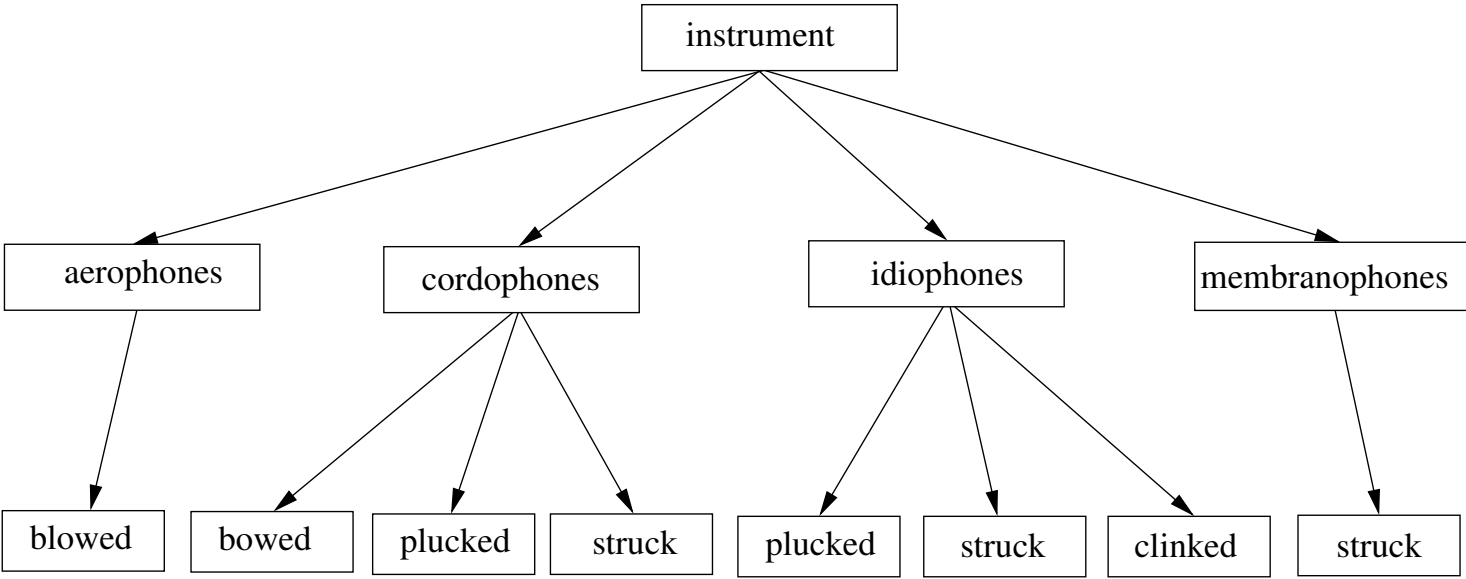 instrument
aerophones
cordophones
idiophones
membranophones
blowed
bowed
plucked
struck
plucked
struck
clinked
struck